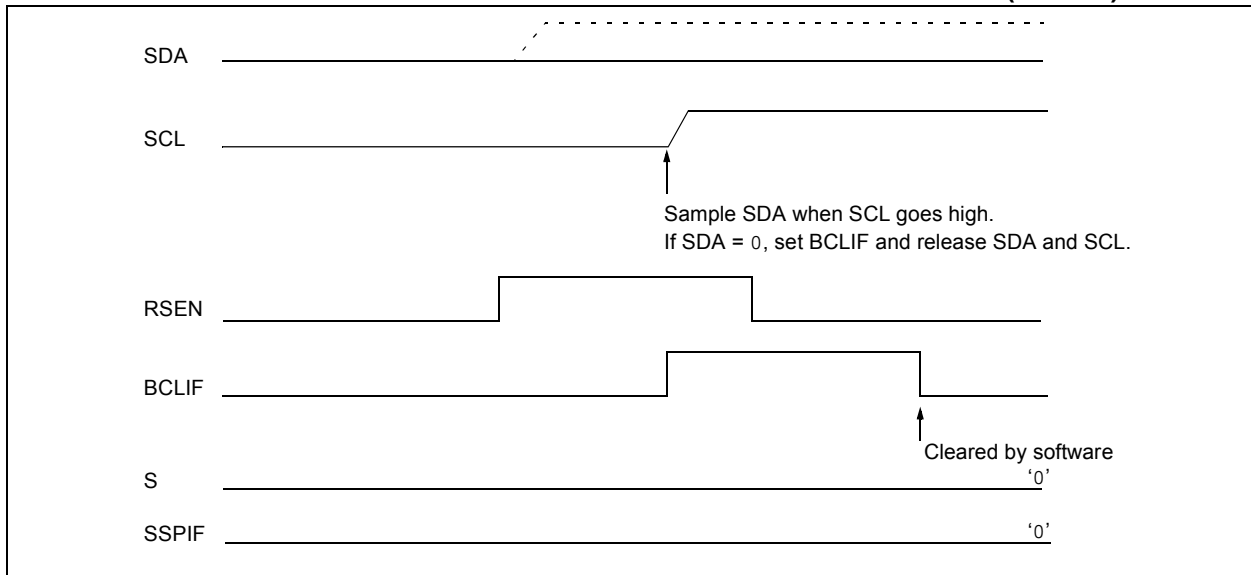 SDA
SCL
Sample SDA when SCL goes high.
If SDA = 0, set BCLIF and release SDA and SCL.
RSEN
BCLIF
Cleared by software
S
‘0’
SSPIF
‘0’